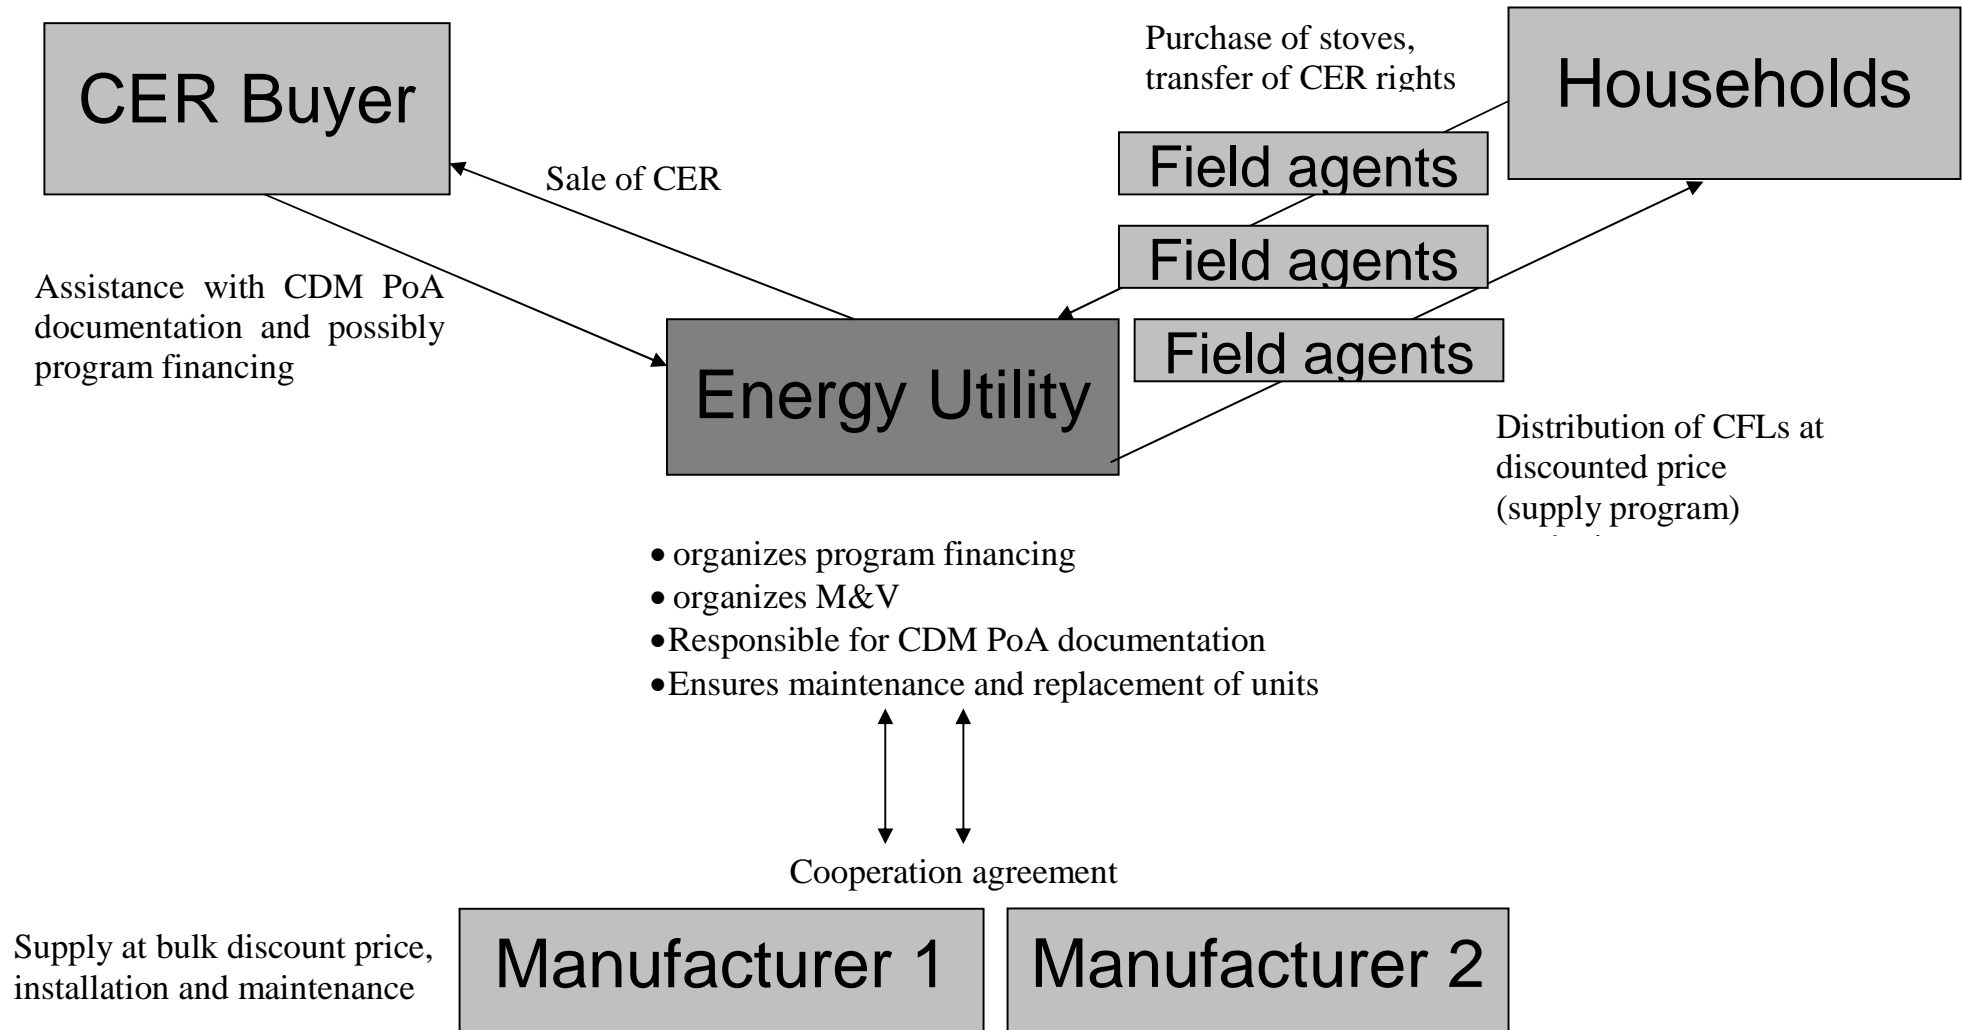 CER Buyer
Purchase of stoves,
transfer of CER rights
Households
Field agents
Sale of CER
Field agents
Assistance with CDM PoA
documentation and possibly
program financing
Energy Utility
Field agents
Distribution of CFLs at
discounted price
(supply program)
• organizes program financing
• organizes M&V
•Responsible for CDM PoA documentation
•Ensures maintenance and replacement of units
Cooperation agreement
Supply at bulk discount price,
installation and maintenance
Manufacturer 1
Manufacturer 2